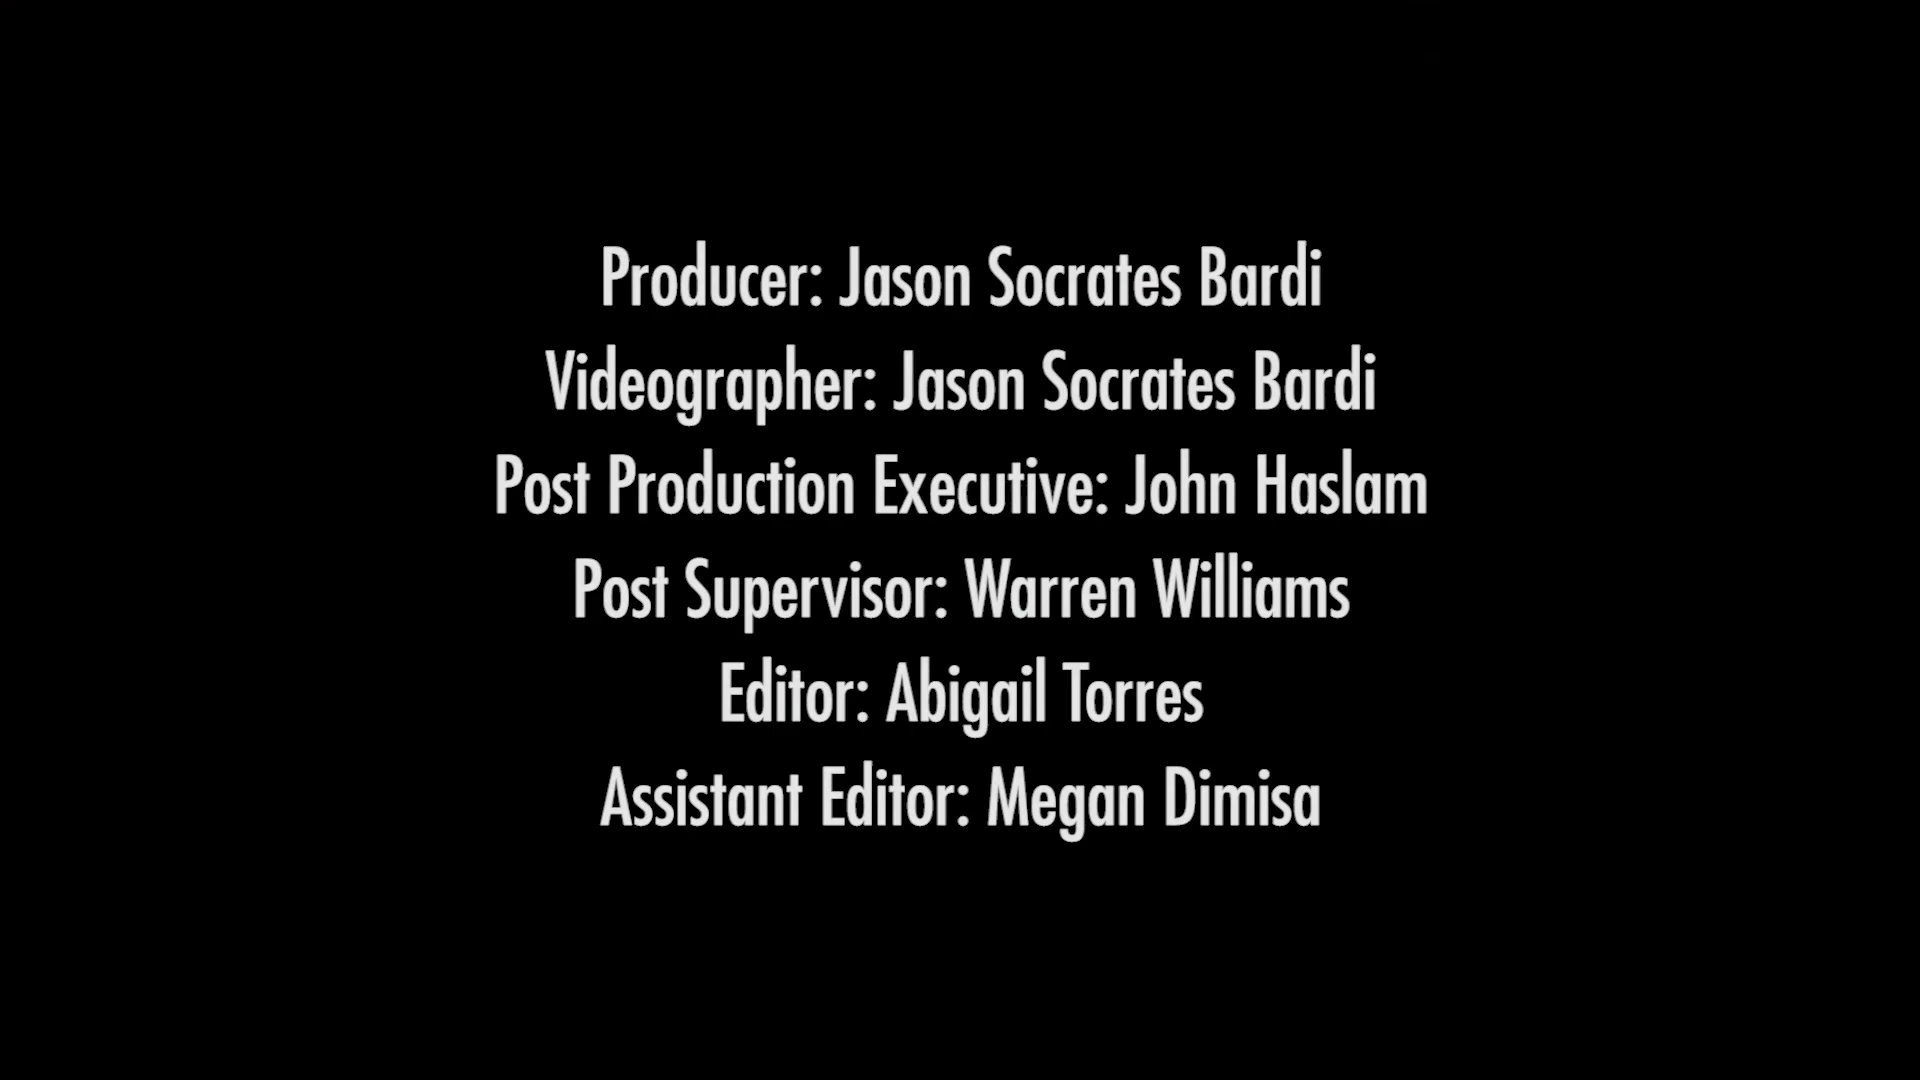 Producer: Jason Socrates Bardi
Videographer: Jason Socrates Bardi
Post Production Executive: John Haslam
Post Supervisor: Warren Williams
Editor: Abigail Torres
Assistant Editor: Megan Dimisa